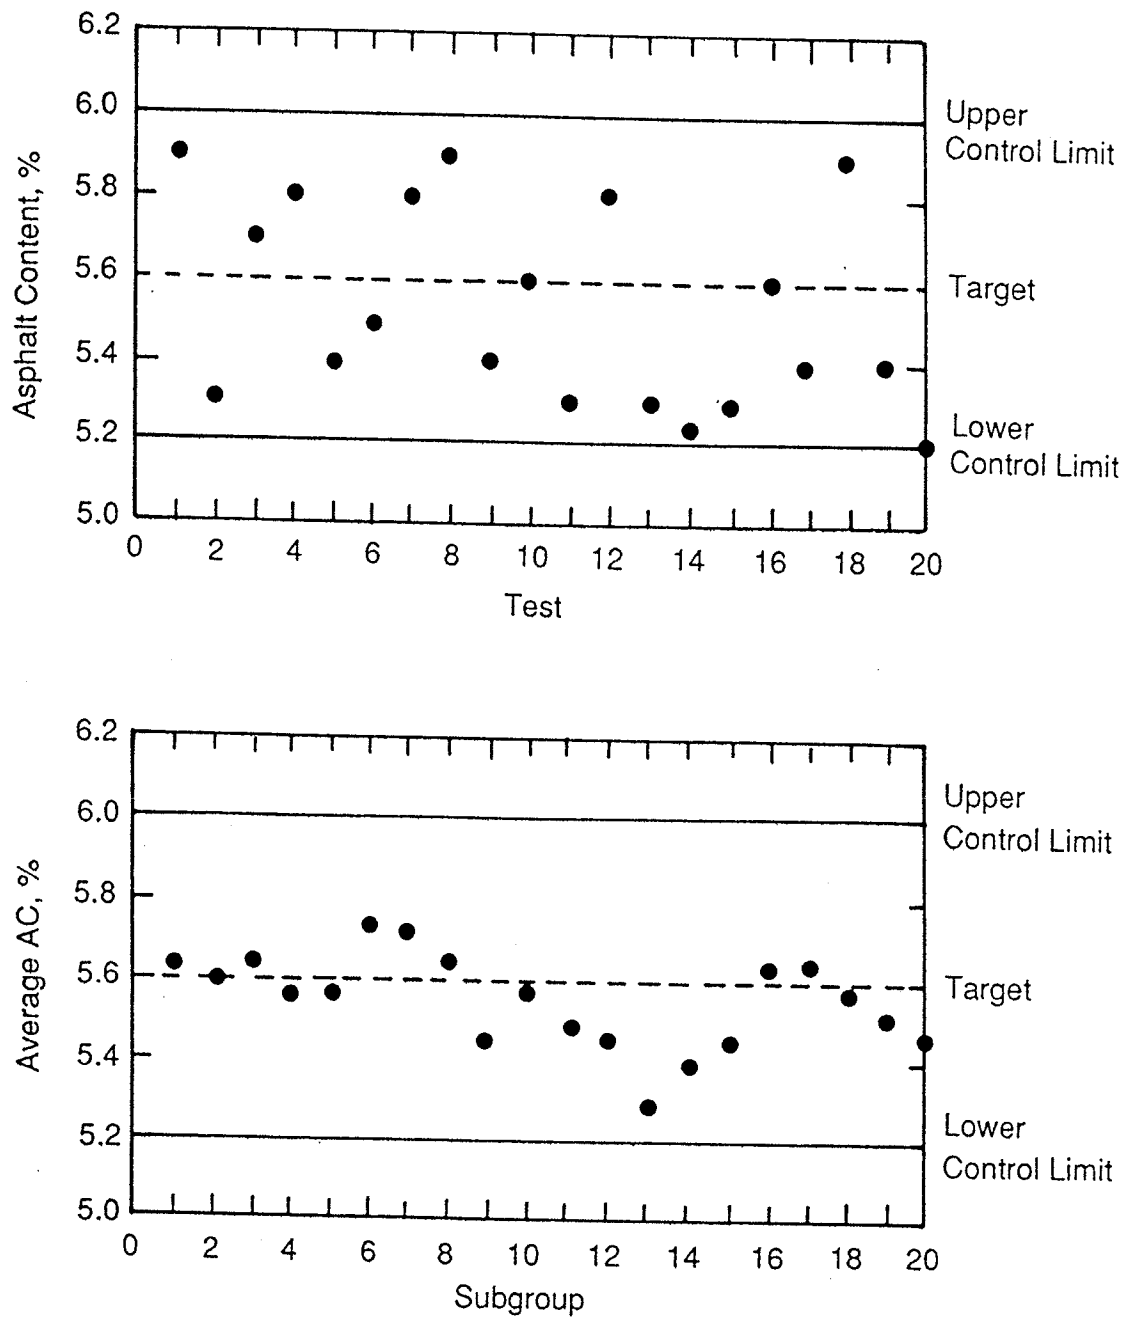 6.2
6.0
5.8
5.6
5.4
5.2
5.0
Asphalt Content, %
Upper
Control Limit
Target
Lower
Control Limit
0 2 4 6 8 10 12 14 16 18 20
Test
6.2
6.0
5.8
5.6
5.4
5.2
5.0
Average AC, %
Upper
Control Limit
Target
Lower
Control Limit
0 2 4 6 8 10 12 14 16 18 20
Subgroup